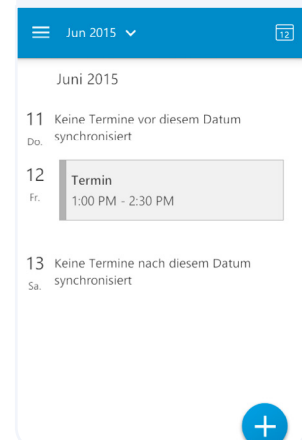 Jun 2015
12
Juni 2015
11 Keine Termine vor diesem Datum
Do. synchronisiert
12 Termin
Fr. 1:00 PM - 2:30 PM
13 Keine Termine nach diesem Datum
Sa. synchronisiert